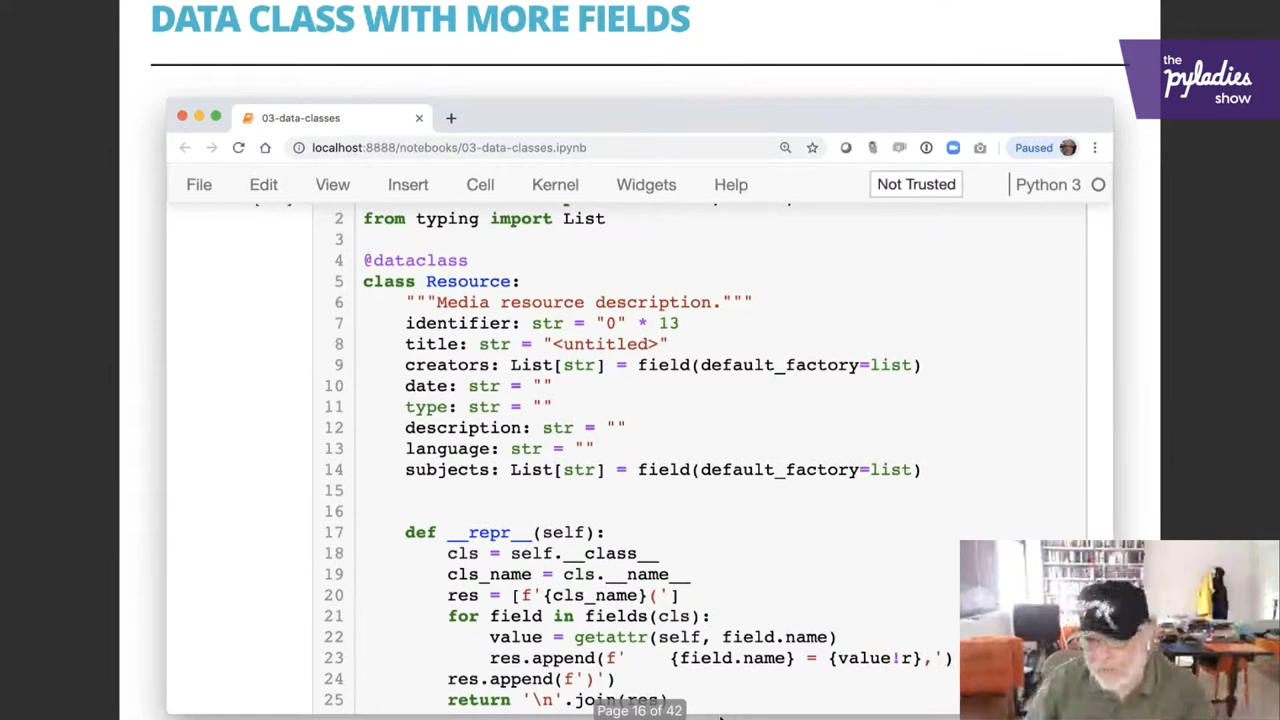 DATA CLASS WITH MORE FIELDS
the
pyladies
show
03-data-classes
localhost:8888/notebooks/03-data-classes.ipynb
Paused
File Edit View Insert Cell Kernel Widgets Help Not Trusted Python 3
2 from typing import List
3
4 @dataclass
5 class Resource:
6 """Media resource description."""
7 identifier: str = "0" * 13
8 title: str = "<untitled>"
9 creators: List[str] = field(default_factory=list)
10 date: str = ""
11 type: str = ""
12 description: str = ""
13 language: str = ""
14 subjects: List[str] = field(default_factory=list)
15
16
17 def __repr__(self):
18 cls = self.__class__
19 cls_name = cls.__name__
20 res = [f'{cls_name}(']
21 for field in fields(cls):
22 value = getattr(self, field.name)
23 res.append(f' {field.name} = {value!r},')
24 res.append(f')')
25 return '\n'.join(res)
Page 16 of 42